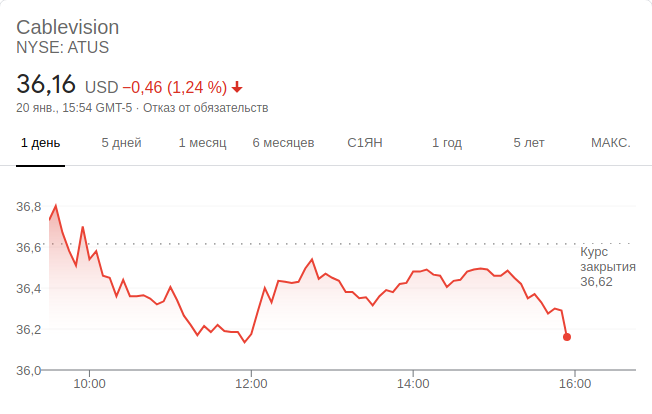 Cablevision
NYSE: ATUS
36,16 USD −0,46 (1,24 %)
20 янв., 15:54 GMT-5 · Отказ от обязательств
1 день 5 дней 1 месяц 6 месяцев С1ЯН 1 год 5 лет МАКС.
36,8
36,6
Курс
закрытия
36,62
36,4
36,2
36,0
10:00 12:00 14:00 16:00